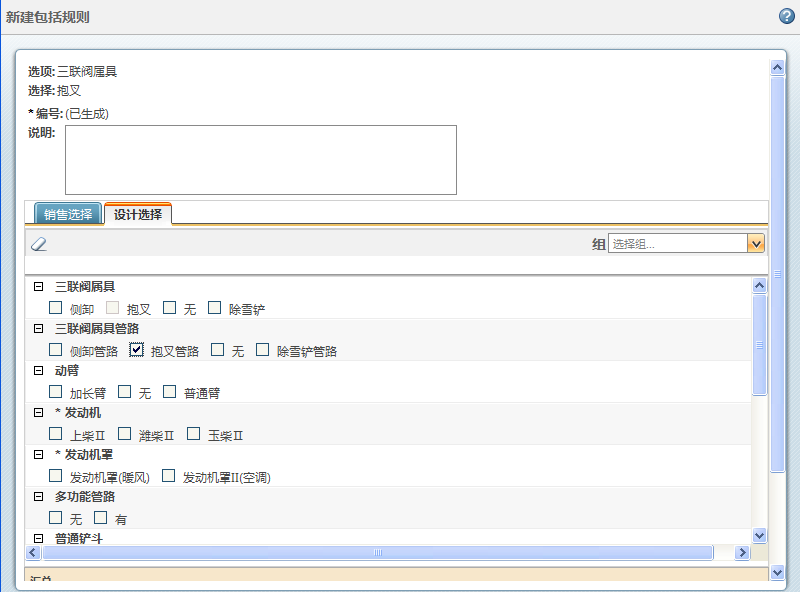 新建包括规则
选项: 三联阀属具
选择: 抱叉
* 编号: (已生成)
说明:
销售选择 设计选择
组 选择组...
三联阀属具
侧卸 抱叉 无 除雪铲
三联阀属具管路
侧卸管路 抱叉管路 无 除雪铲管路
动臂
加长臂 无 普通臂
* 发动机
上柴Ⅱ 潍柴Ⅱ 玉柴Ⅱ
* 发动机罩
发动机罩(暖风) 发动机罩II(空调)
多功能管路
无 有
普通铲斗
汇总